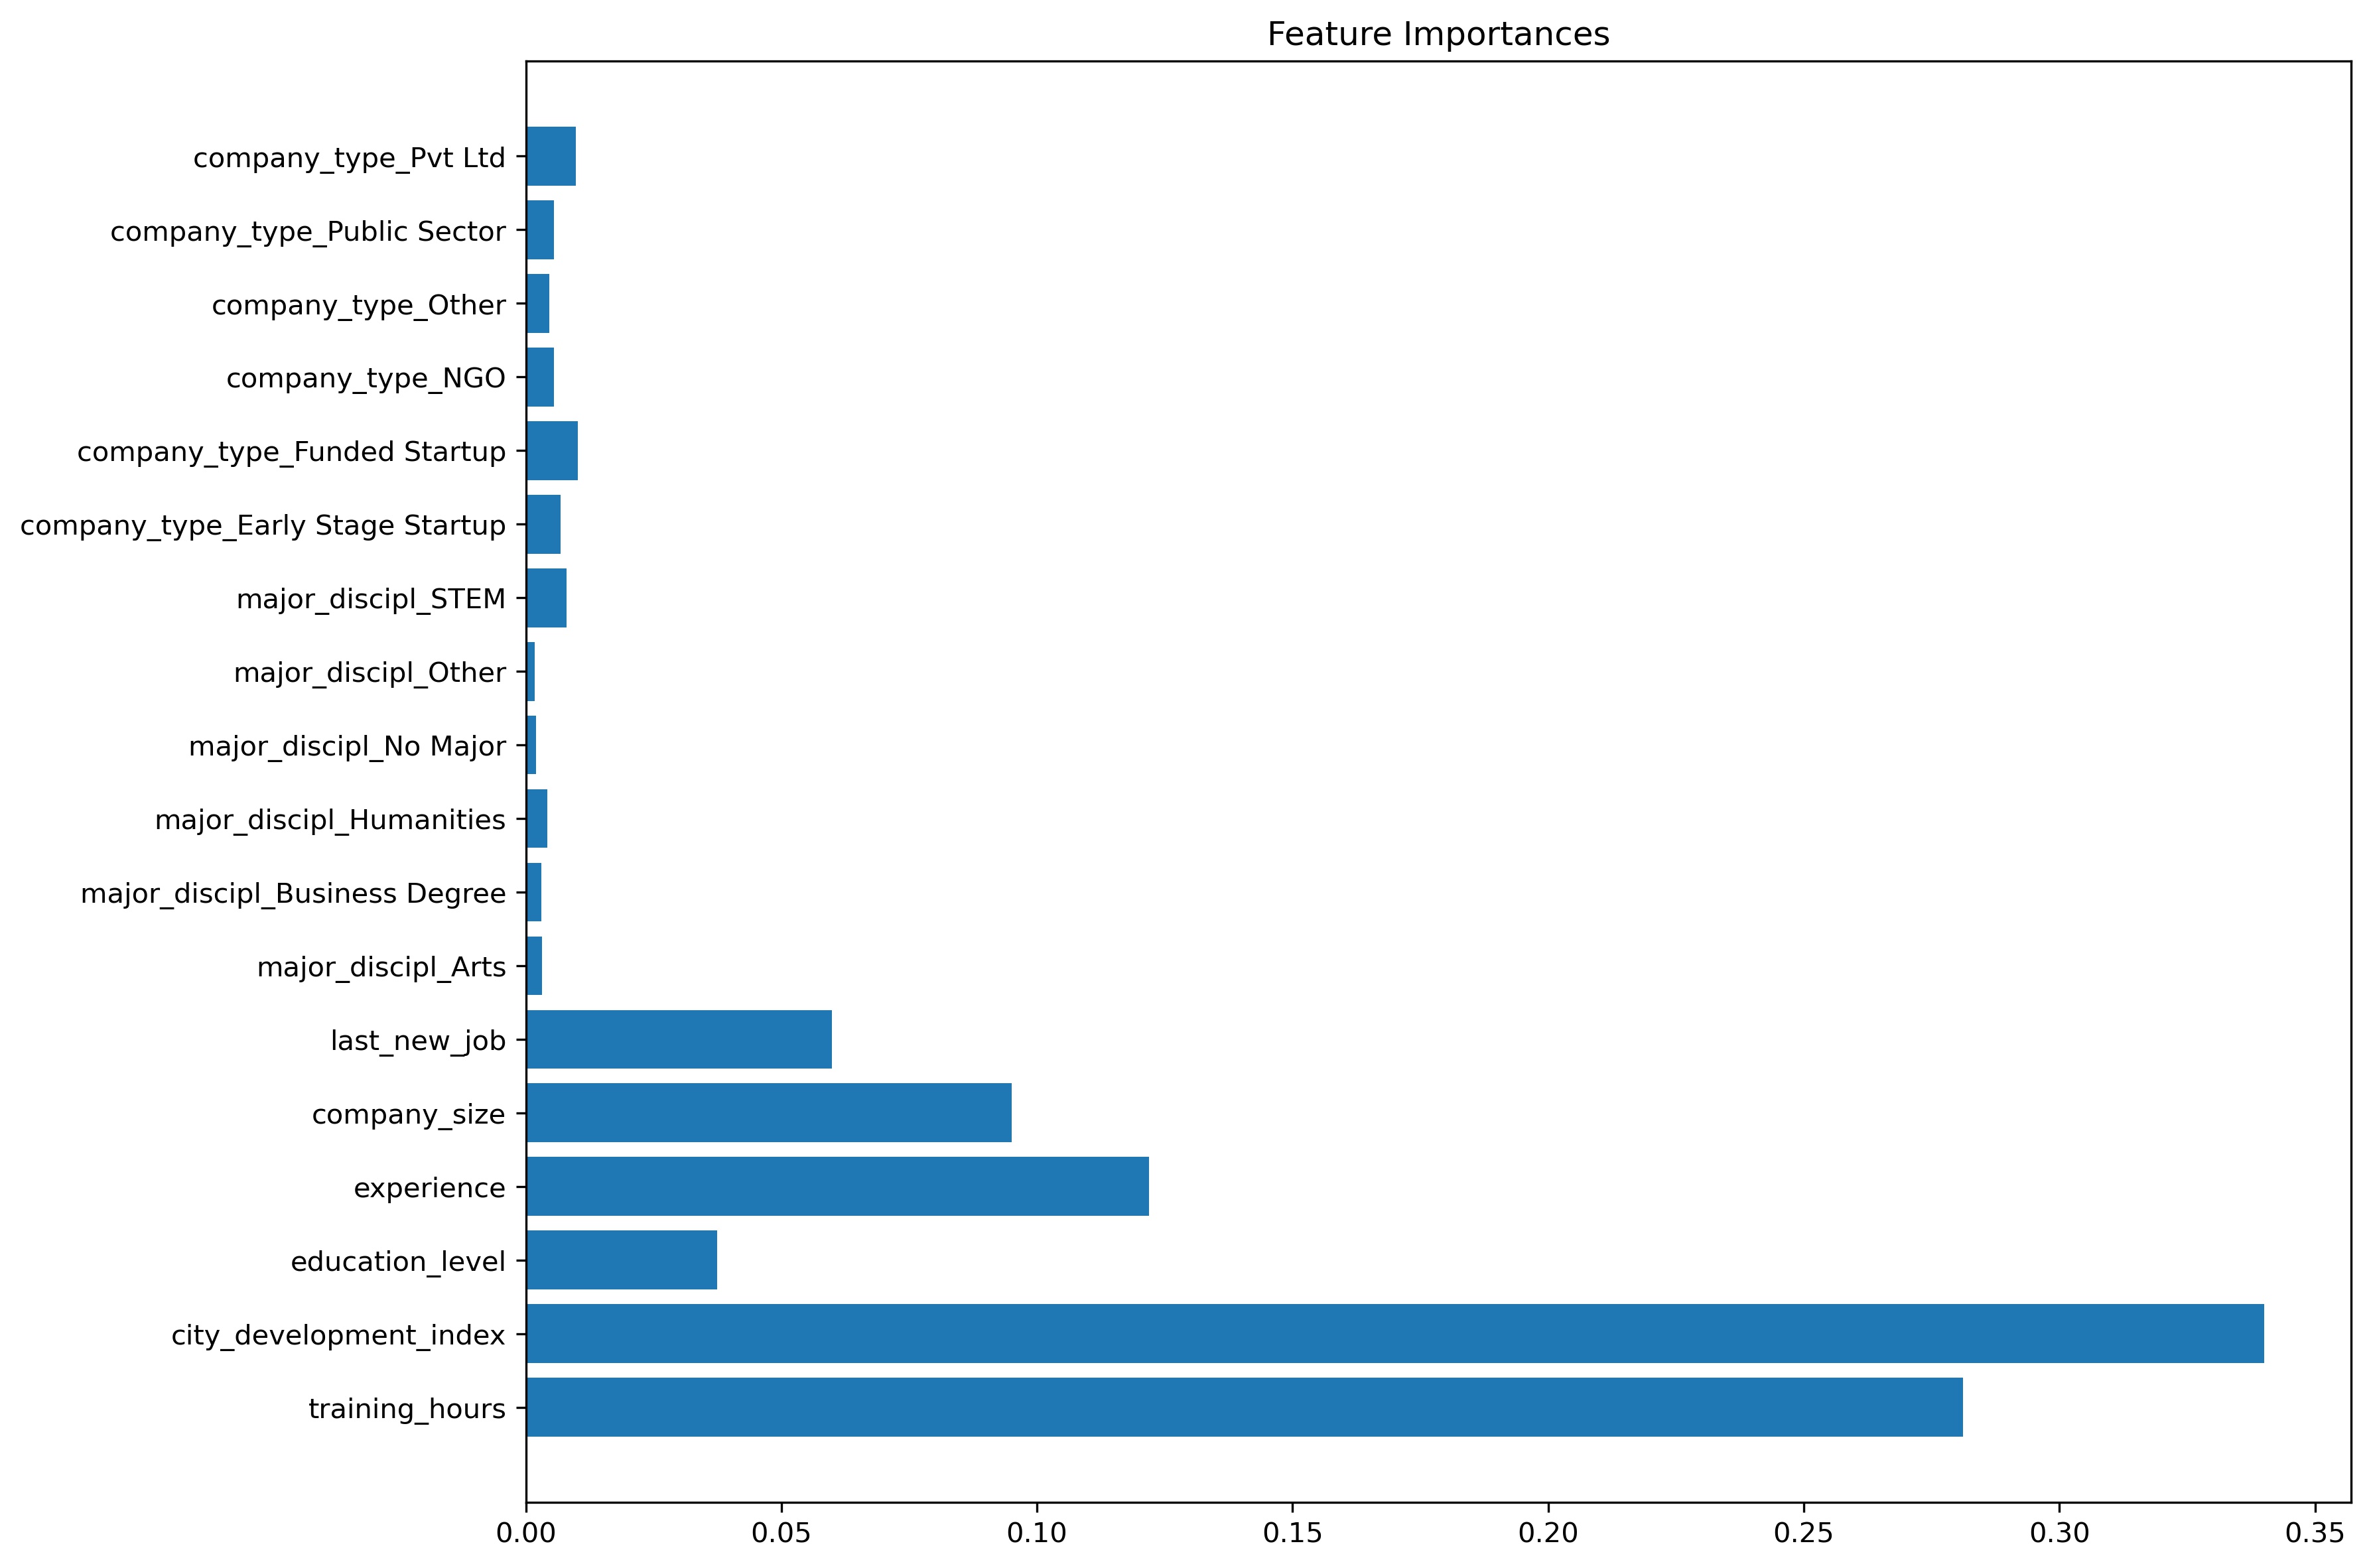 Feature Importances
company_type_Pvt Ltd
company_type_Public Sector
company_type_Other
company_type_NGO
company_type_Funded Startup
company_type_Early Stage Startup
major_discipl_STEM
major_discipl_Other
major_discipl_No Major
major_discipl_Humanities
major_discipl_Business Degree
major_discipl_Arts
last_new_job
company_size
experience
education_level
city_development_index
training_hours
0.00 0.05 0.10 0.15 0.20 0.25 0.30 0.35